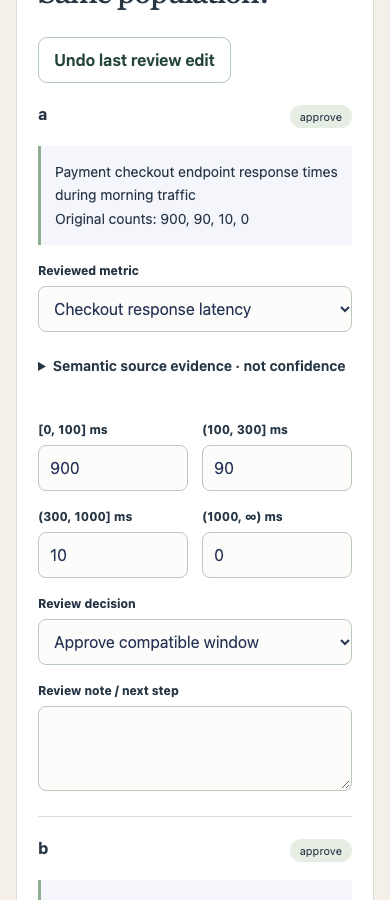 Same population?
Undo last review edit
a
approve
Payment checkout endpoint response times
during morning traffic
Original counts: 900, 90, 10, 0
Reviewed metric
Checkout response latency
Semantic source evidence · not confidence
[0, 100] ms
(100, 300] ms
900
90
(300, 1000] ms
(1000, ∞) ms
10
0
Review decision
Approve compatible window
Review note / next step
b
approve